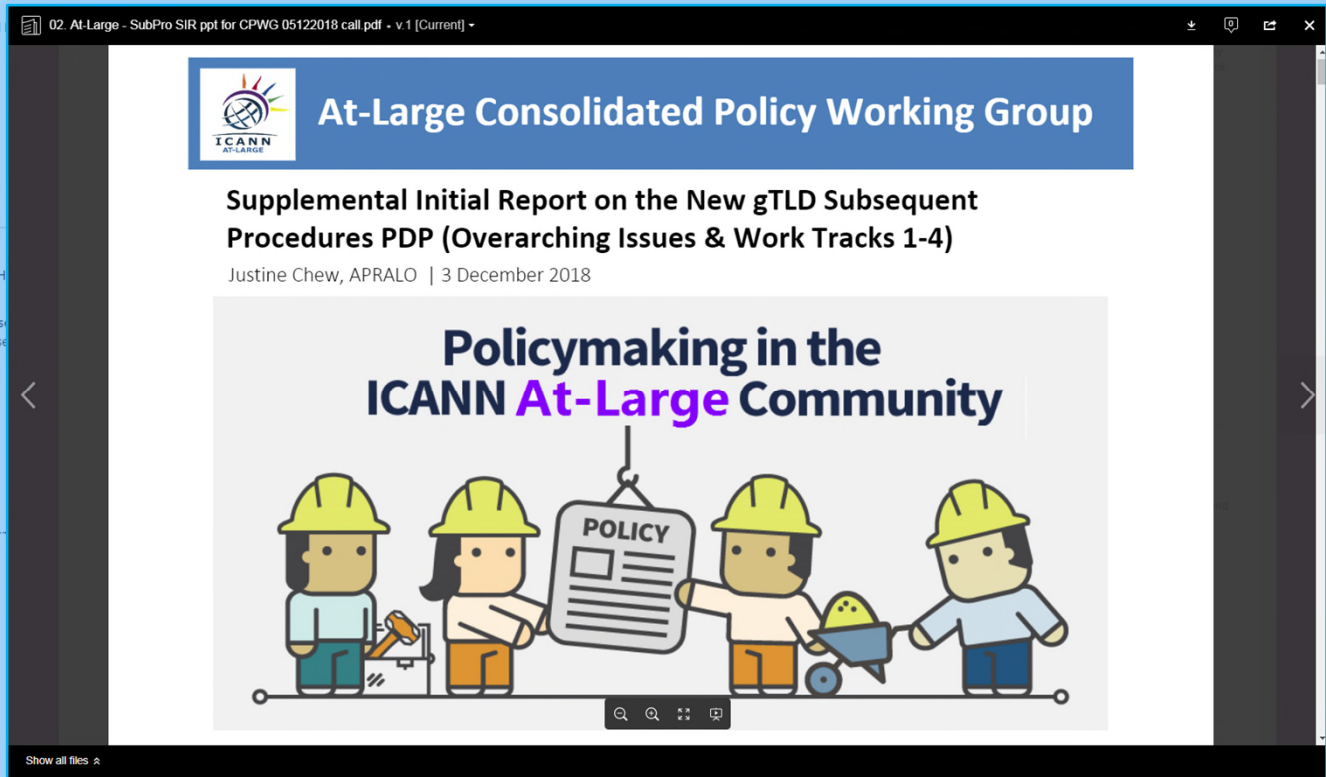 02. At-Large - SubPro SIR ppt for CPWG 05122018 call.pdf • v.1 [Current]
ICANN
AT-LARGE
At-Large Consolidated Policy Working Group
Supplemental Initial Report on the New gTLD Subsequent
Procedures PDP (Overarching Issues & Work Tracks 1-4)
Justine Chew, APRALO | 3 December 2018
Policymaking in the
ICANN At-Large Community
POLICY
Show all files